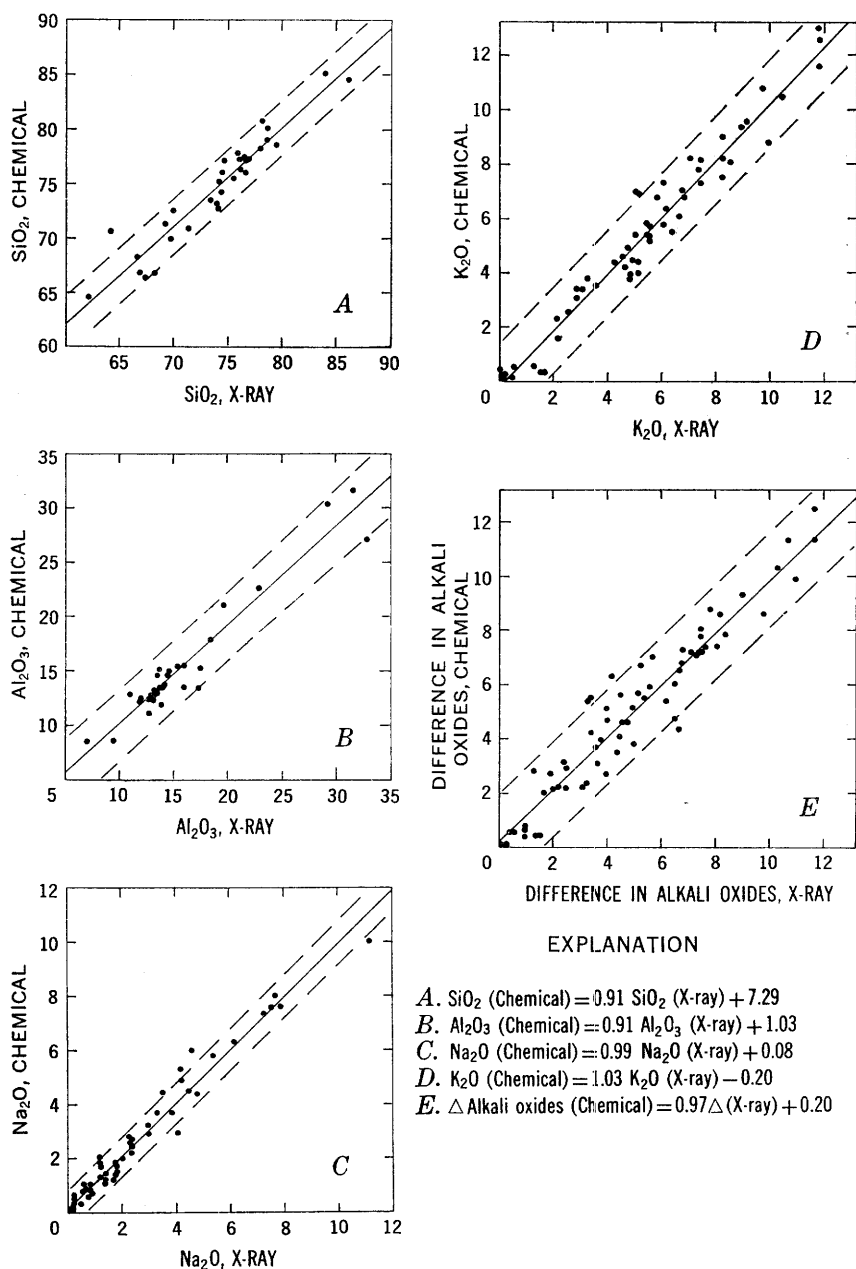 90
85
80
75
70
65
60
SiO₂, CHEMICAL
65 70 75 80 85 90
SiO₂, X-RAY
A
35
30
25
20
15
10
5
Al₂O₃, CHEMICAL
15 20 25 30 35
Al₂O₃, X-RAY
B
12
10
8
6
4
2
0
Na₂O, CHEMICAL
0 2 4 6 8 10 12
Na₂O, X-RAY
C
12
10
8
6
4
2
0
K₂O, CHEMICAL
2 4 6 8 10 12
K₂O, X-RAY
D
12
10
8
6
4
2
0
DIFFERENCE IN ALKALI
OXIDES, CHEMICAL
2 4 6 8 10 12
DIFFERENCE IN ALKALI OXIDES, X-RAY
E
EXPLANATION
A. SiO₂ (Chemical)=0.91 SiO₂ (X-ray)+7.29
B. Al₂O₃ (Chemical)=0.91 Al₂O₃ (X-ray)+1.03
C. Na₂O (Chemical)=0.99 Na₂O (X-ray)+0.08
D. K₂O (Chemical)=1.03 K₂O (X-ray)−0.20
E. △Alkali oxides (Chemical)=0.97△(X-ray)+0.20